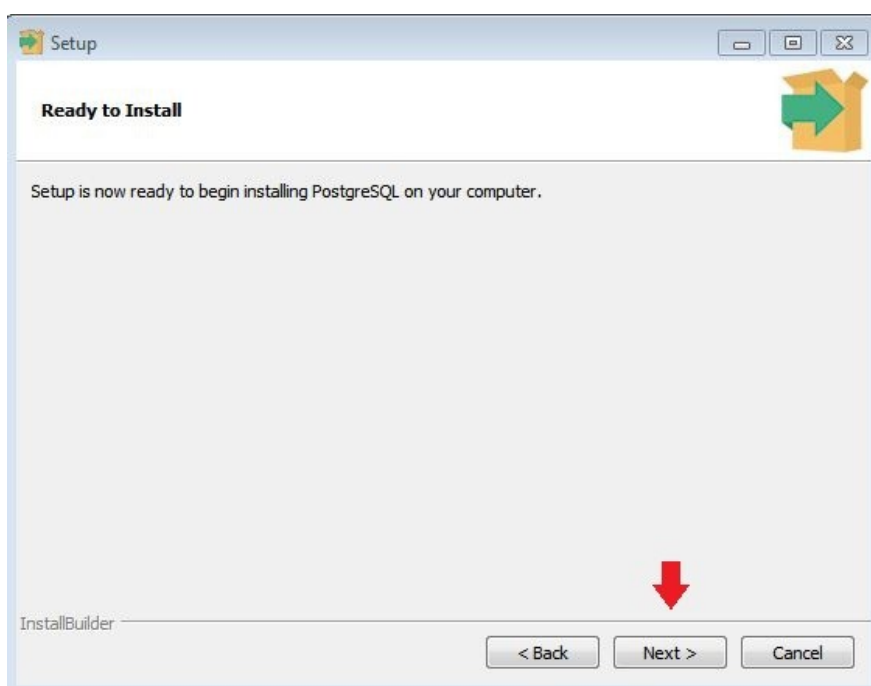 Setup
Ready to Install
Setup is now ready to begin installing PostgreSQL on your computer.
InstallBuilder
< Back
Next >
Cancel